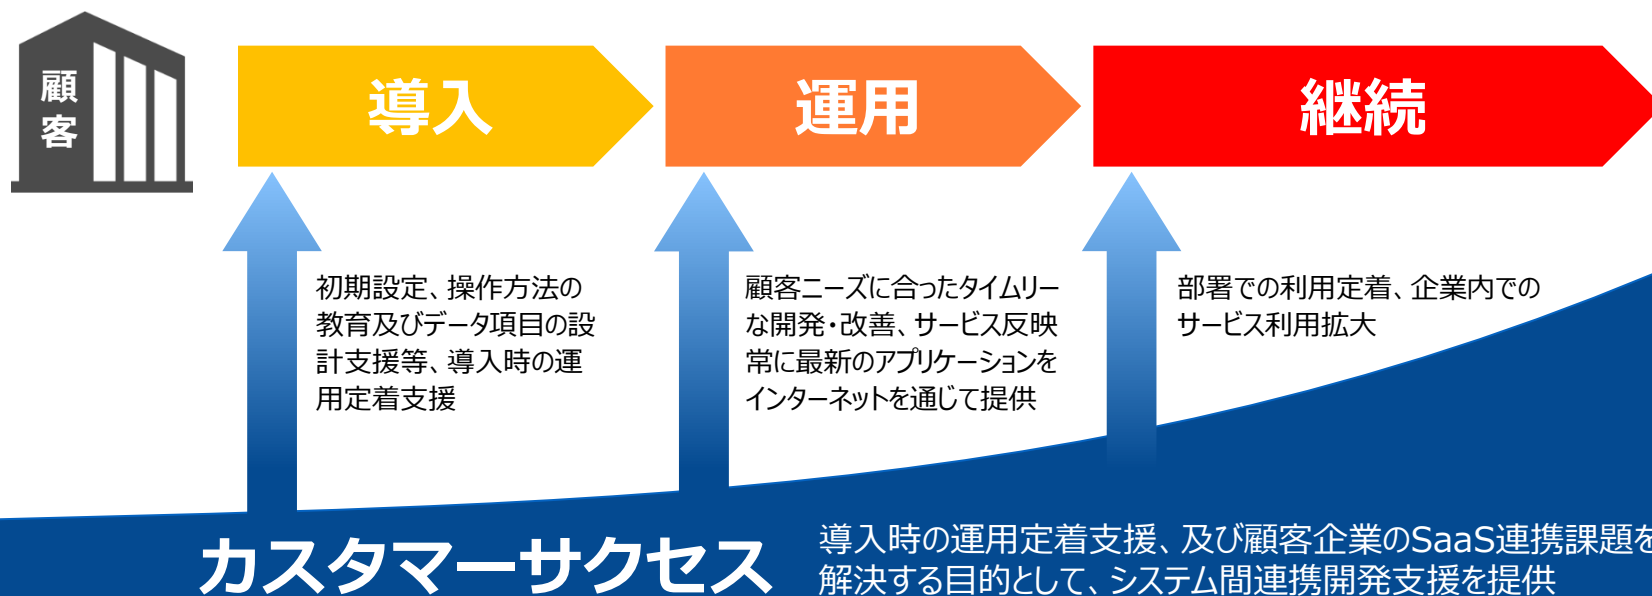 顧
客
導入
運用
継続
初期設定、操作方法の
教育及びデータ項目の設
計支援等、導入時の運
用定着支援
顧客ニーズに合ったタイムリー
な開発・改善、サービス反映
常に最新のアプリケーションを
インターネットを通じて提供
部署での利用定着、企業内での
サービス利用拡大
カスタマーサクセス
導入時の運用定着支援、及び顧客企業のSaaS連携課題を
解決する目的として、システム間連携開発支援を提供